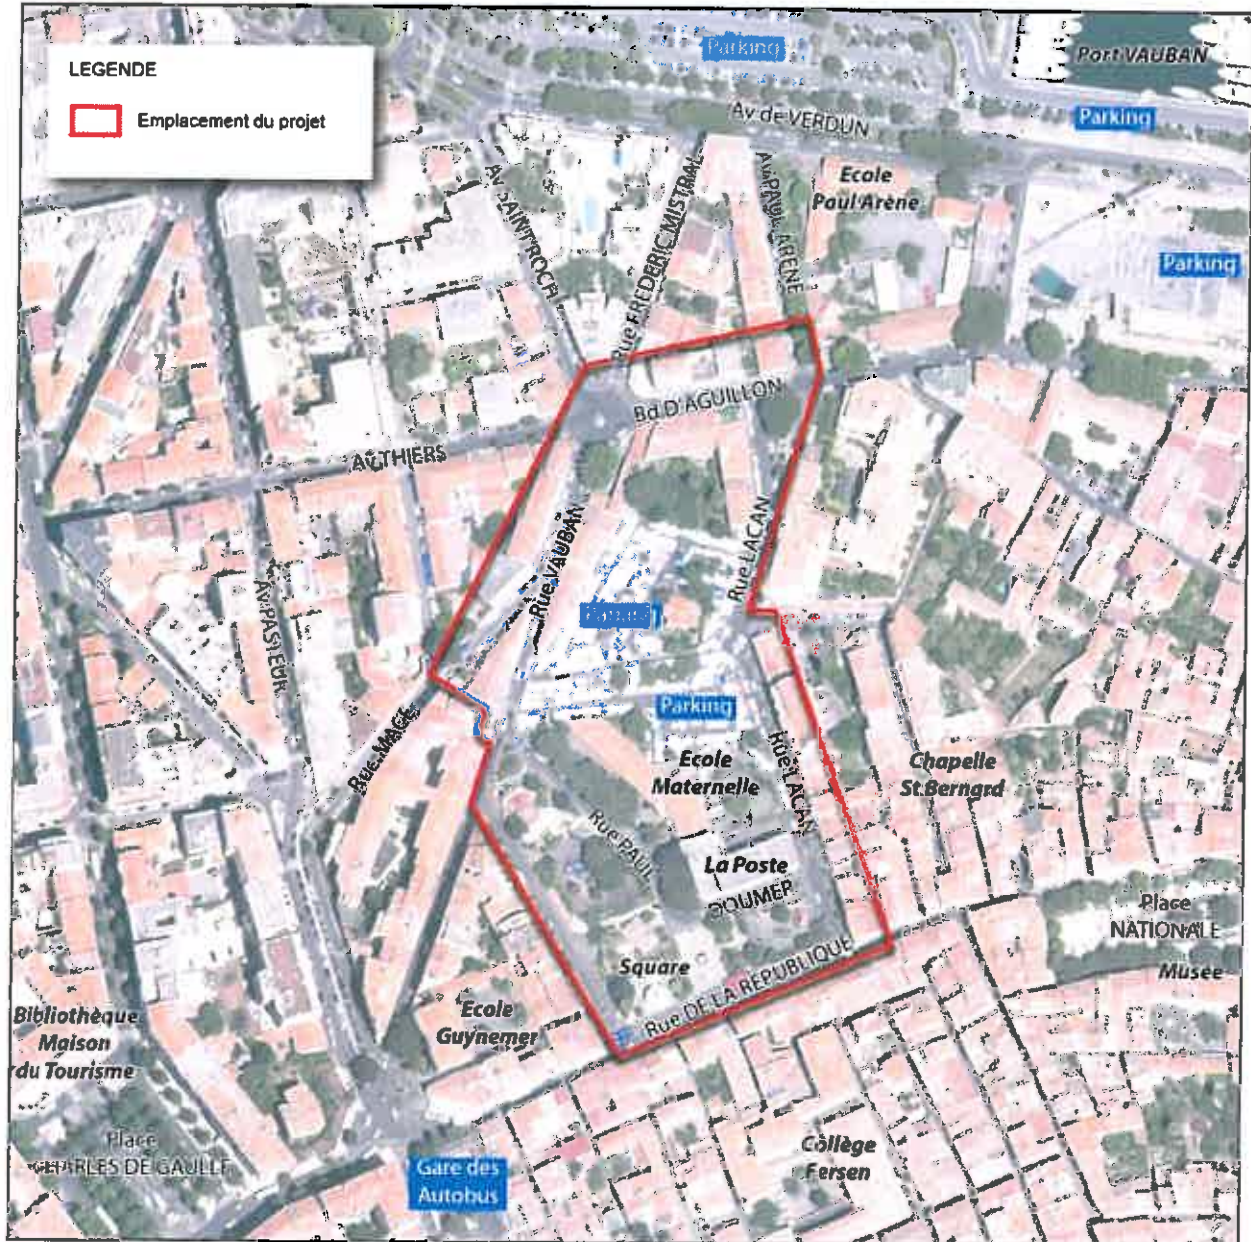 LEGENDE
Emplacement du projet
Parking
Port VAUBAN
Parking
Av de VERDUN
Ecole
Paul Arène
Av PAUL ARENE
Rue FREDERIC MISTRAL
Av SAINT ROCH
Parking
Bd D'AGUILLON
Av THIERS
Rue VAUBAN
Rue LACAN
Av PASTEUR
Parking
Rue MACE
Ecole
Maternelle
Rue LACAN
Chapelle
St Bernard
Rue PAUL
DOUMER
La Poste
Place
NATIONALE
Musée
Square
Rue DE LA RÉPUBLIQUE
Ecole
Guynemer
Bibliothèque
Maison
du Tourisme
Place
CHARLES DE GAULLE
Gare des
Autobus
Collège
Fersen